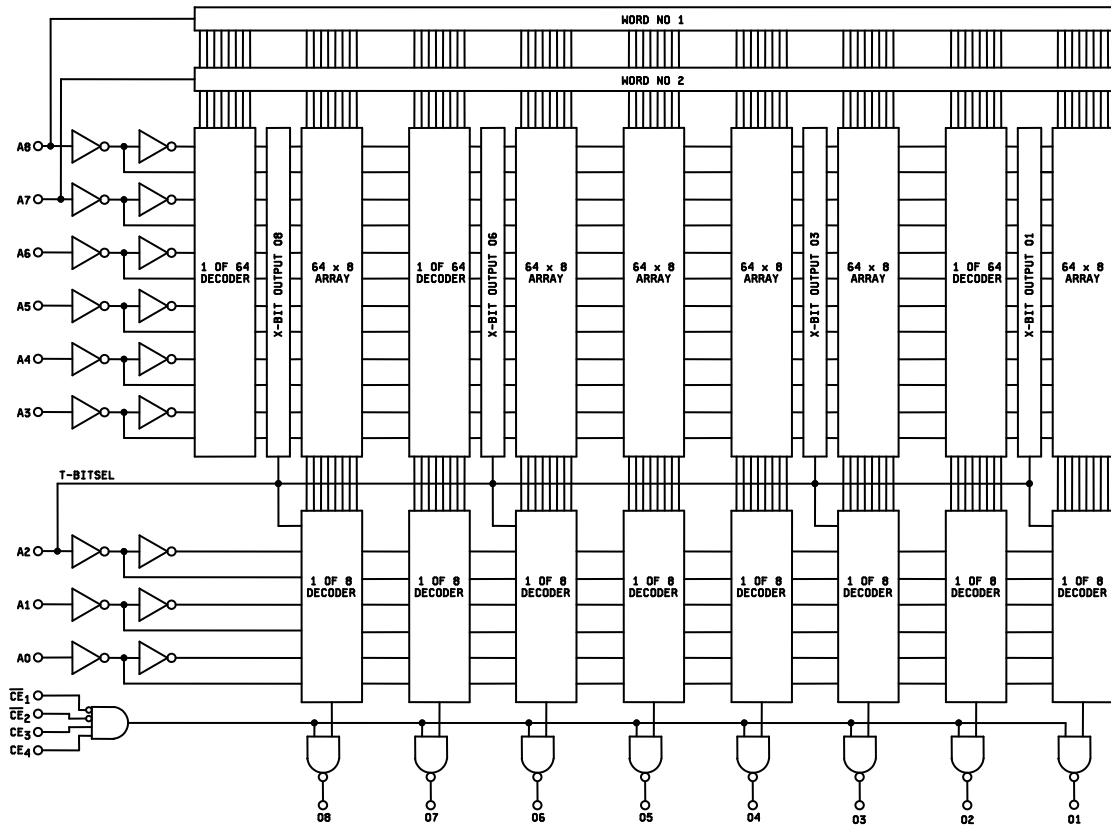 WORD NO 1
WORD NO 2
A8
A7
A6
A5
A4
A3
1 OF 64
DECODER
X-BIT OUTPUT 08
64 x 8
ARRAY
1 OF 64
DECODER
X-BIT OUTPUT 06
64 x 8
ARRAY
64 x 8
ARRAY
64 x 8
ARRAY
X-BIT OUTPUT 03
64 x 8
ARRAY
1 OF 64
DECODER
X-BIT OUTPUT 01
64 x 8
ARRAY
T-BITSEL
A2
A1
A0
1 OF 8
DECODER
1 OF 8
DECODER
1 OF 8
DECODER
1 OF 8
DECODER
1 OF 8
DECODER
1 OF 8
DECODER
1 OF 8
DECODER
1 OF 8
DECODER
C̅E̅₁
C̅E̅₂
CE₃
CE₄
08
07
06
05
04
03
02
01